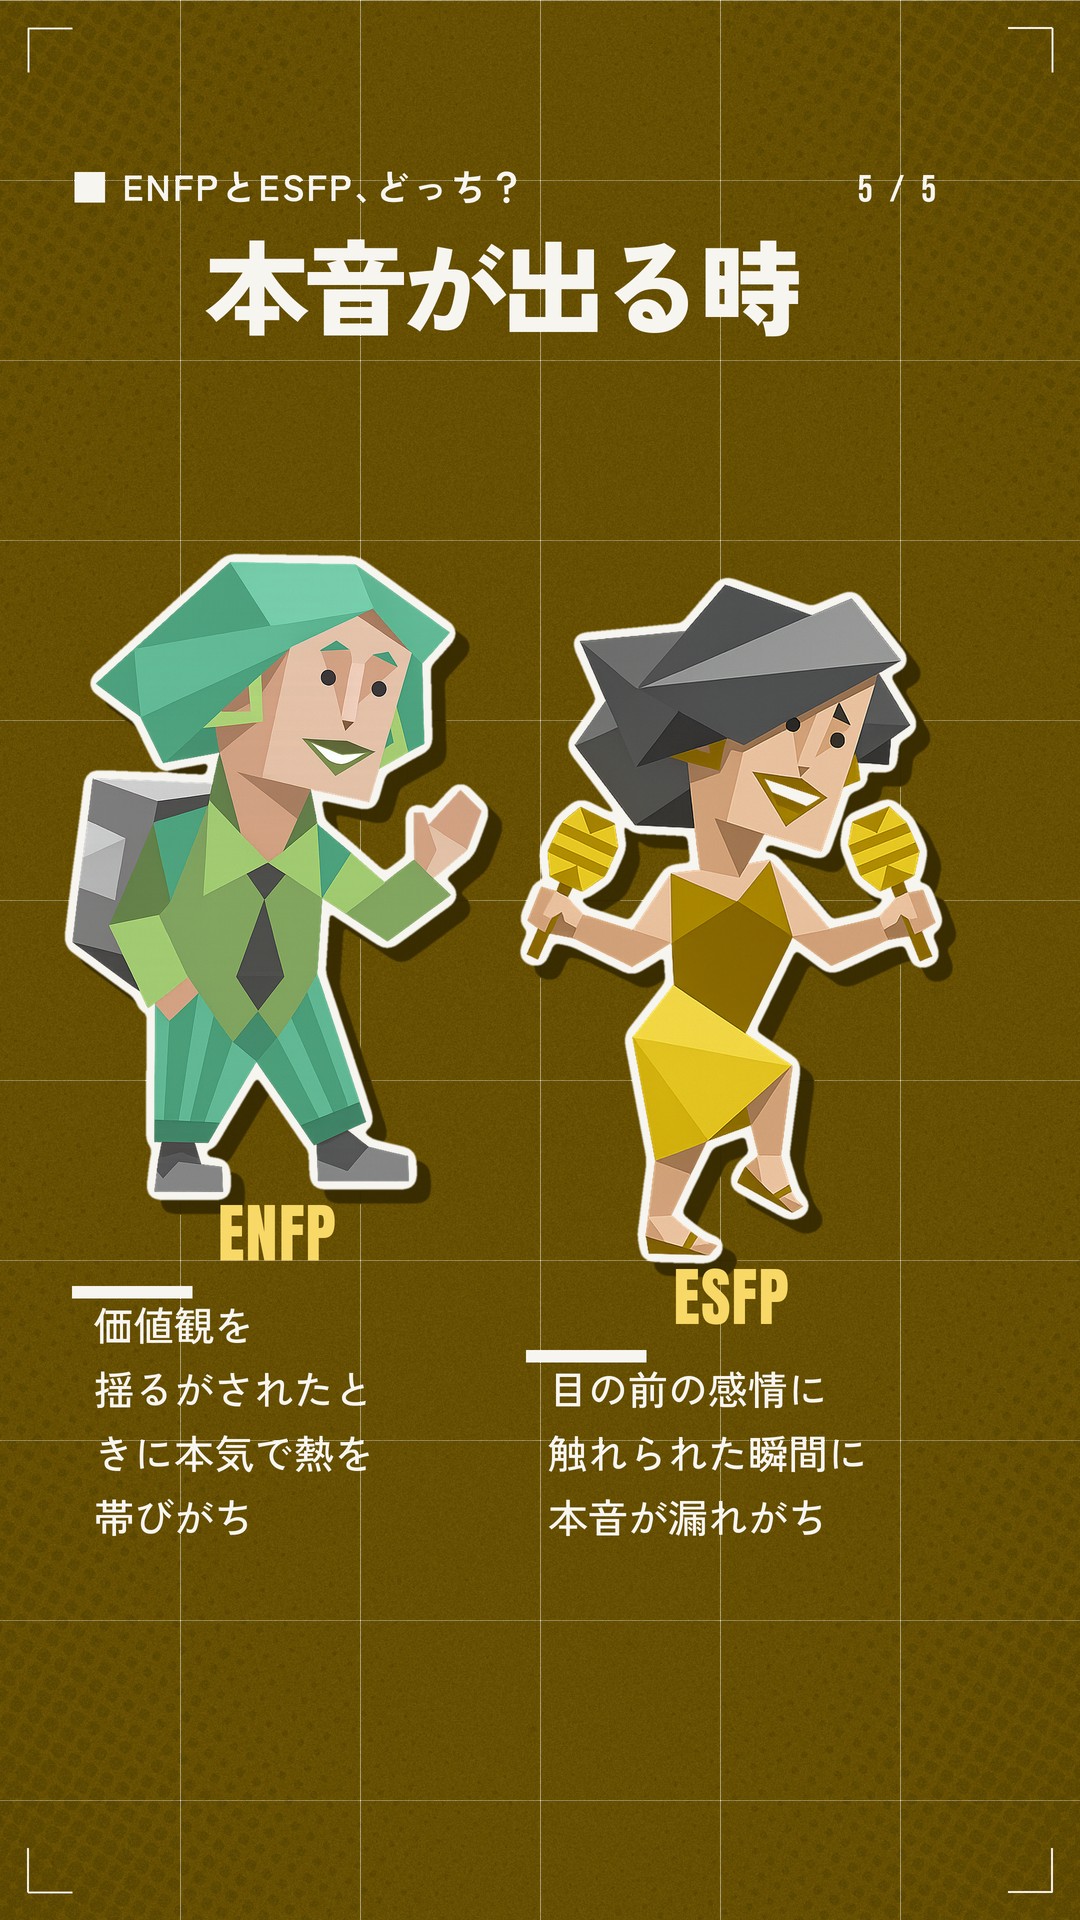 ENFPとESFP、どっち？
5 / 5
本音が出る時
ENFP
価値観を
揺るがされたと
きに本気で熱を
帯びがち
ESFP
目の前の感情に
触れられた瞬間に
本音が漏れがち